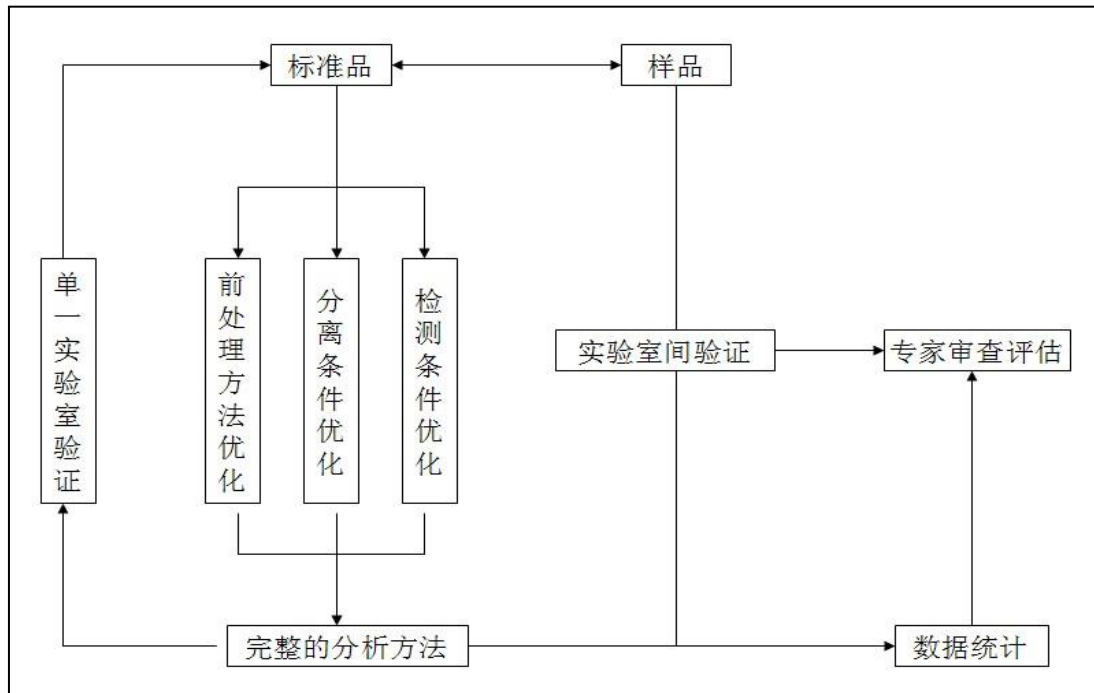 标准品
样品
单一实验室验证
前处理方法优化
分离条件优化
检测条件优化
实验室间验证
专家审查评估
完整的分析方法
数据统计